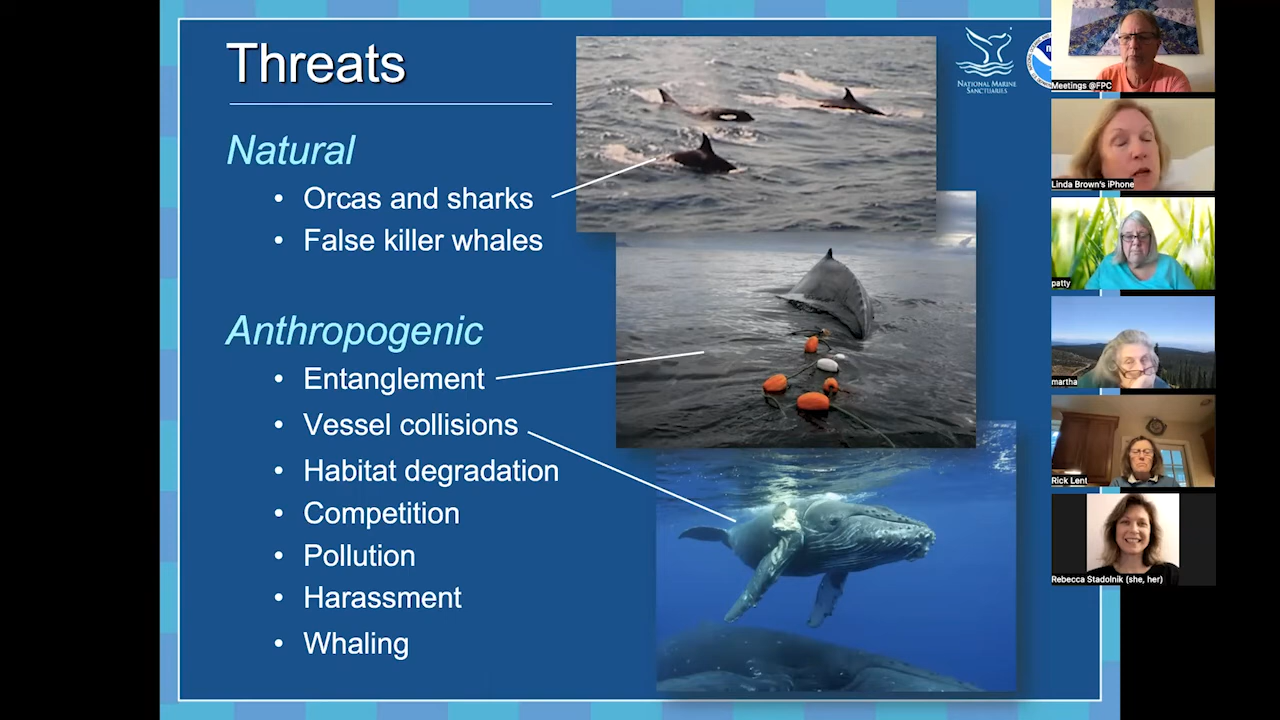 Threats
Natural
• Orcas and sharks
• False killer whales
Anthropogenic
• Entanglement
• Vessel collisions
• Habitat degradation
• Competition
• Pollution
• Harassment
• Whaling
NATIONAL MARINE
SANCTUARIES
Meetings @FPC
Linda Brown's iPhone
patty
martha
Rick Lent
Rebecca Stadolnik (she, her)